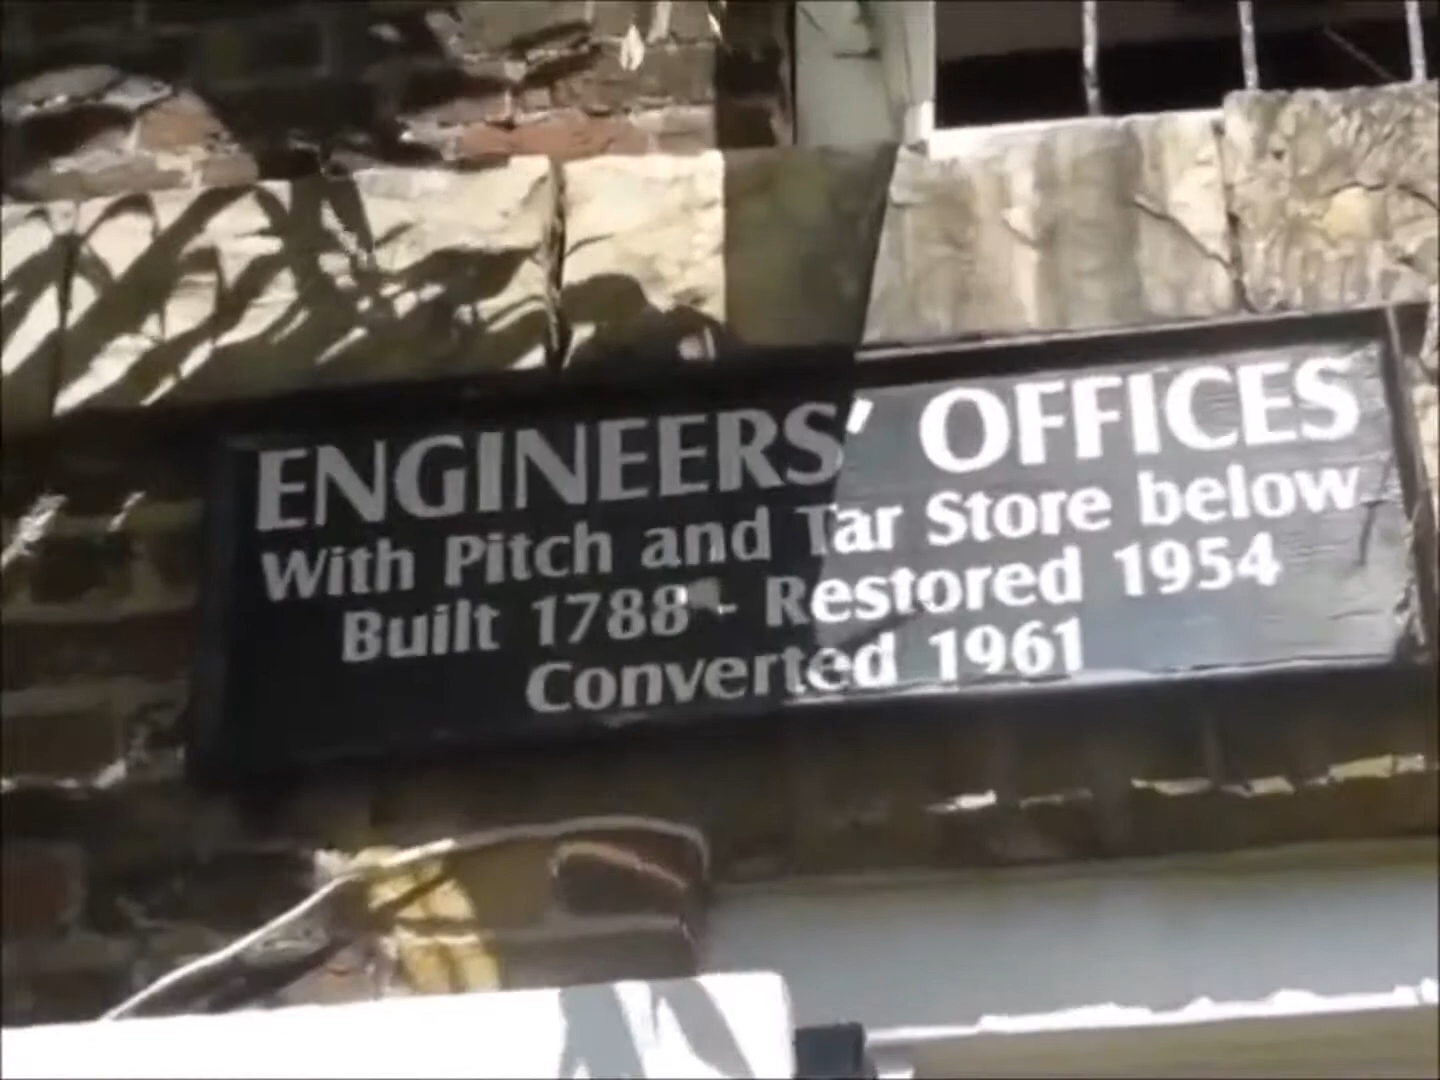 ENGINEERS' OFFICES
With Pitch and Tar Store below
Built 1788 - Restored 1954
Converted 1961